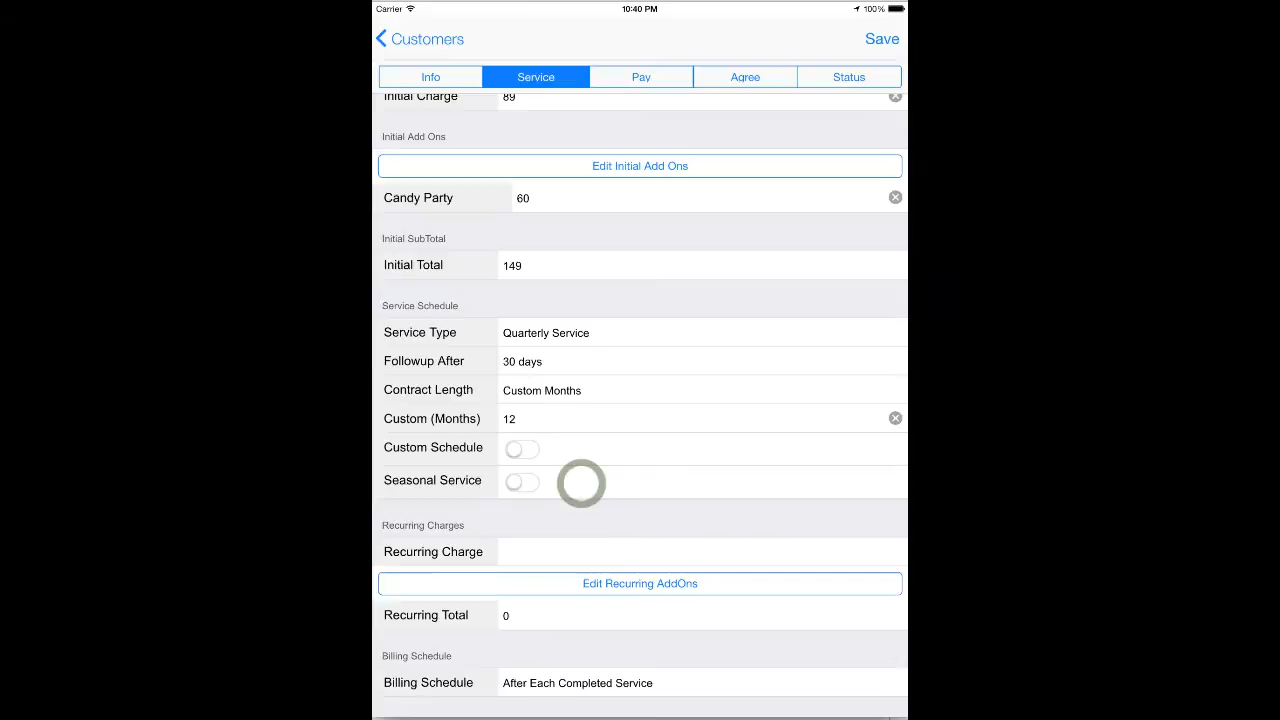 Carrier 10:40 PM 100%
Customers Save
Info Service Pay Agree Status
Initial Charge 89
Initial Add Ons
Edit Initial Add Ons
Candy Party 60
Initial SubTotal
Initial Total 149
Service Schedule
Service Type Quarterly Service
Followup After 30 days
Contract Length Custom Months
Custom (Months) 12
Custom Schedule
Seasonal Service
Recurring Charges
Recurring Charge
Edit Recurring AddOns
Recurring Total 0
Billing Schedule
Billing Schedule After Each Completed Service